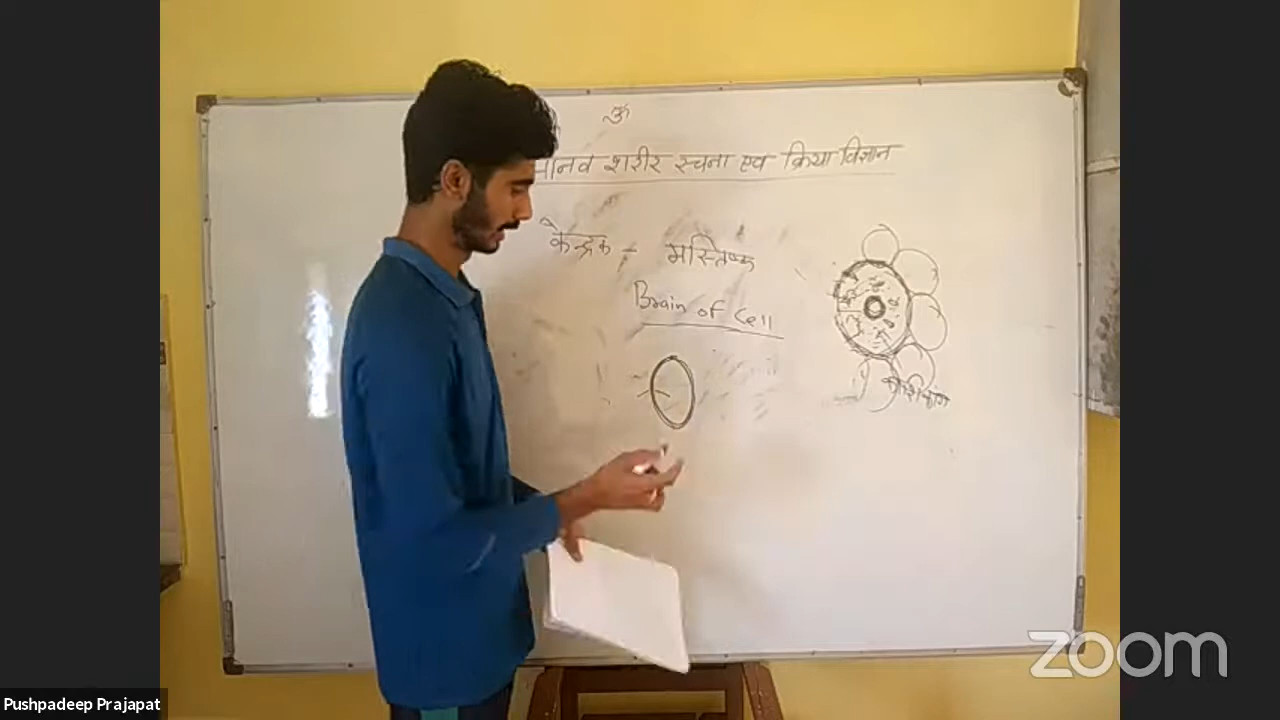 ॐ
मानव शरीर रचना एवं क्रिया विज्ञान
केन्द्रक - मस्तिष्क
Brain of Cell
कोशिकांग
zoom
Pushpadeep Prajapat